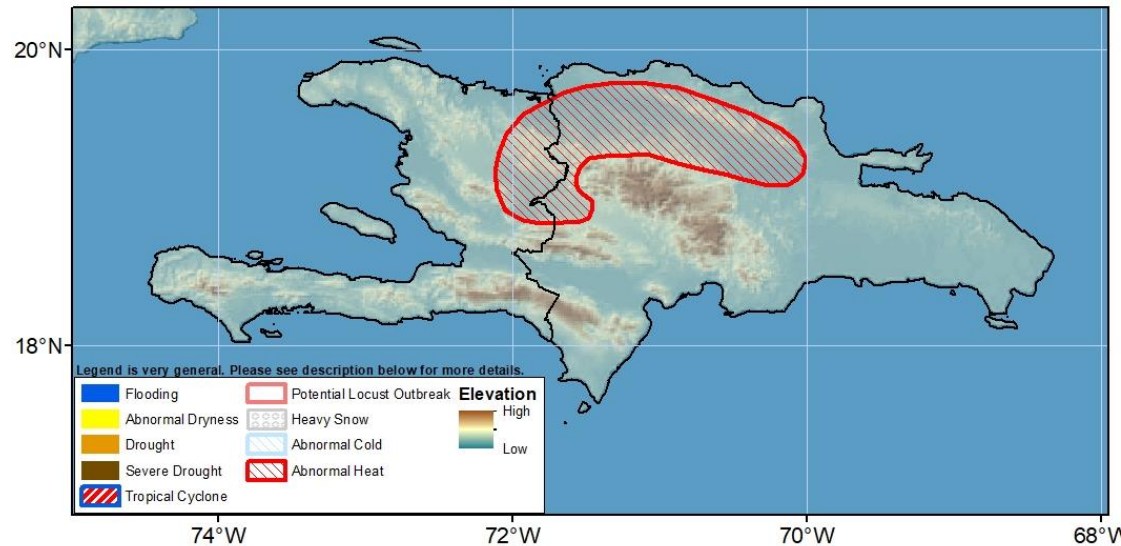 20°N
18°N
Legend is very general. Please see description below for more details.
Flooding
Abnormal Dryness
Drought
Severe Drought
Tropical Cyclone
Potential Locust Outbreak
Heavy Snow
Abnormal Cold
Abnormal Heat
Elevation
High
Low
74°W
72°W
70°W
68°W